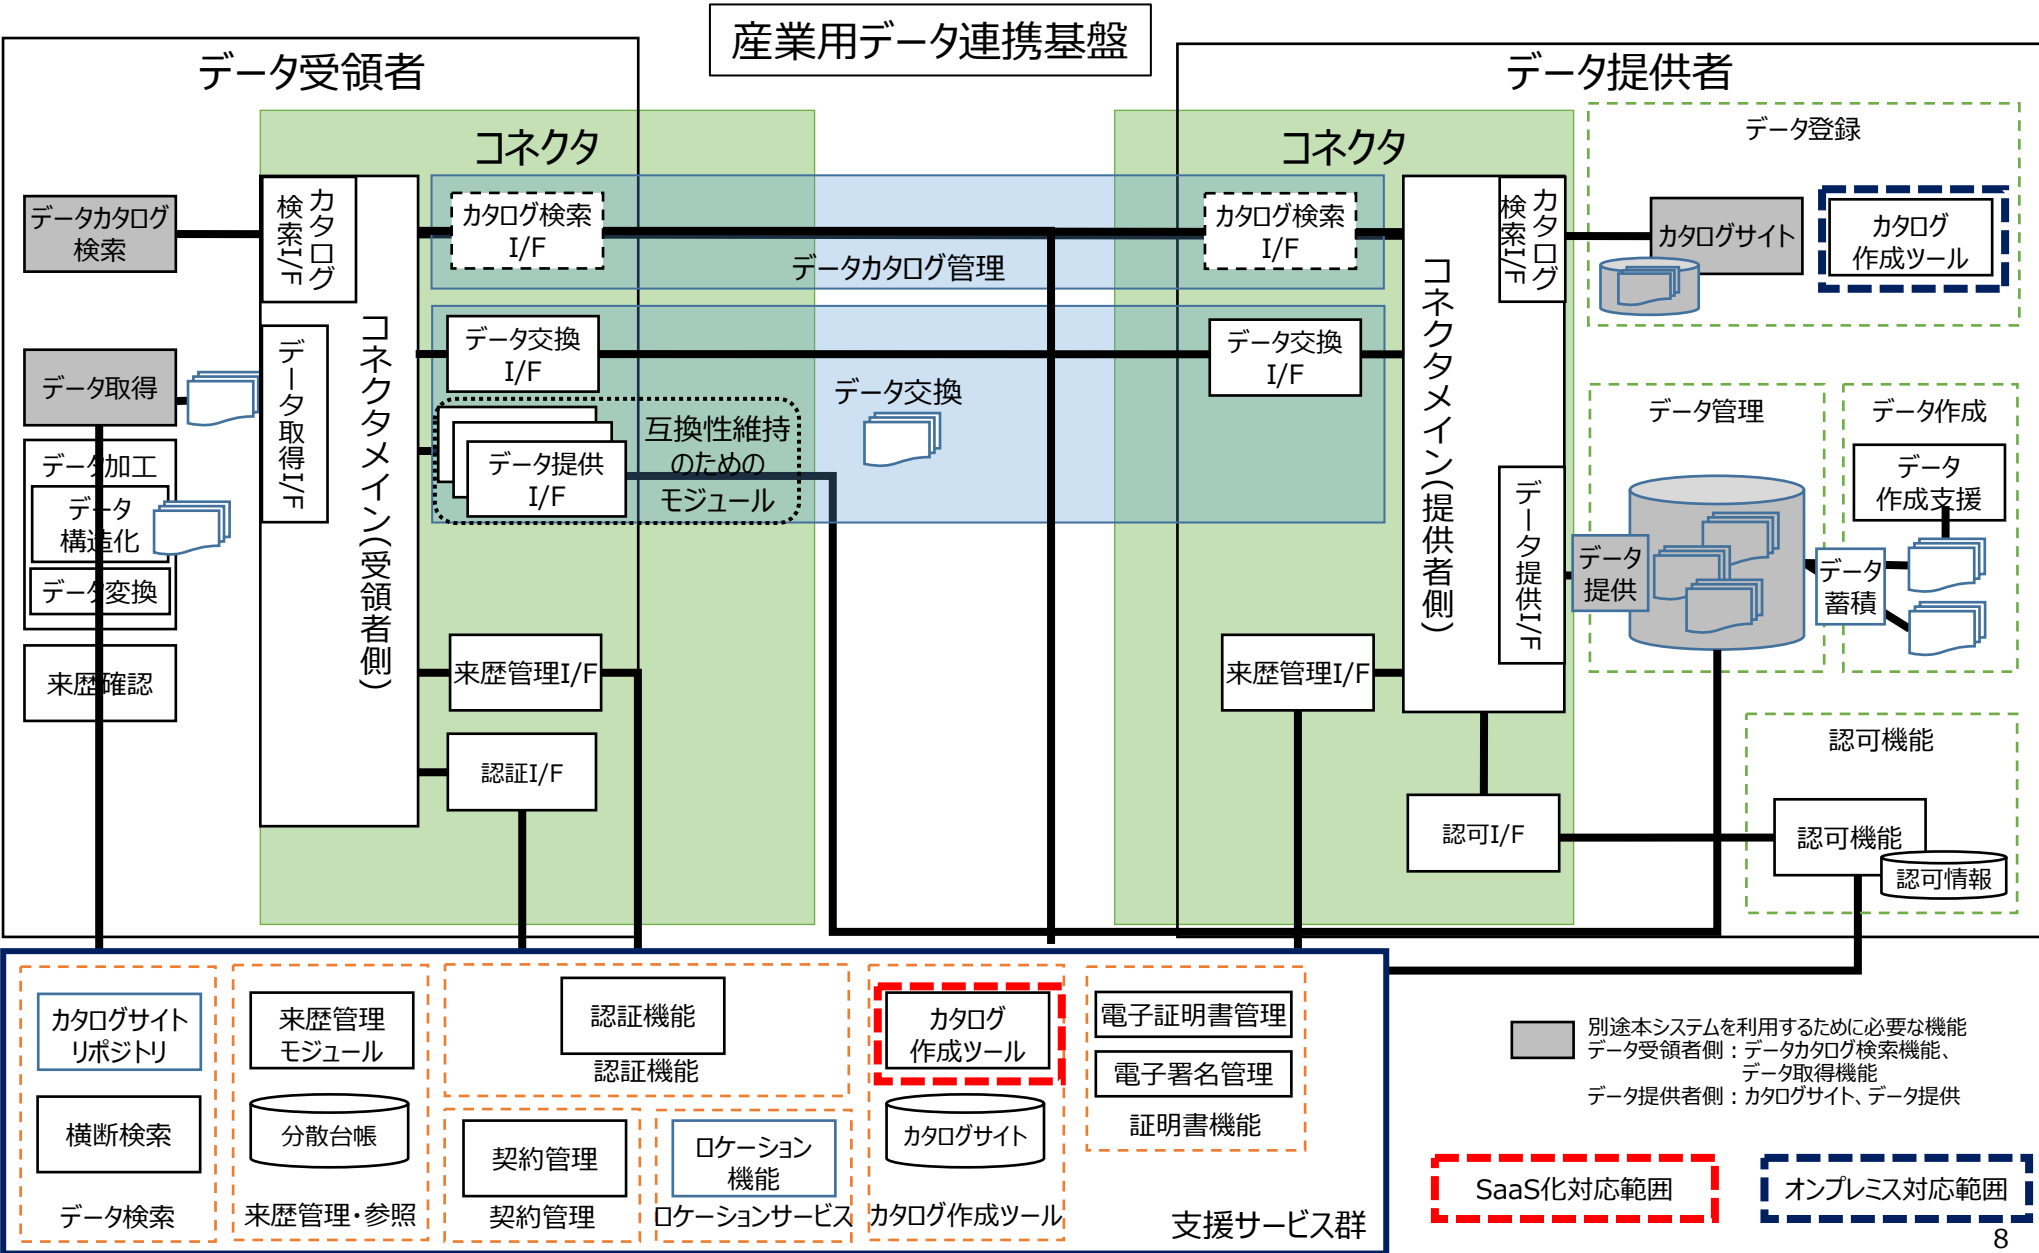 産業用データ連携基盤
データ受領者
コネクタ
データカタログ
検索
カタログ
検索I/F
カタログ検索
I/F
データカタログ管理
データ取得
データ取得I/F
コネクタメイン(受領者側)
データ交換
I/F
データ交換
データ提供
I/F
互換性維持
のための
モジュール
データ加工
データ
構造化
データ変換
来歴確認
来歴管理I/F
認証I/F
データ提供者
コネクタ
カタログ検索
I/F
カタログ
検索I/F
データ交換
I/F
コネクタメイン(提供者側)
データ提供I/F
来歴管理I/F
認可I/F
データ登録
カタログサイト
カタログ
作成ツール
データ管理
データ
提供
データ作成
データ
作成支援
データ
蓄積
認可機能
認可機能
認可情報
カタログサイト
リポジトリ
横断検索
データ検索
来歴管理
モジュール
分散台帳
来歴管理・参照
認証機能
認証機能
契約管理
契約管理
ロケーション
機能
ロケーションサービス
カタログ
作成ツール
カタログサイト
カタログ作成ツール
電子証明書管理
電子署名管理
証明書機能
支援サービス群
別途本システムを利用するために必要な機能
データ受領者側：データカタログ検索機能、
データ取得機能
データ提供者側：カタログサイト、データ提供
SaaS化対応範囲
オンプレミス対応範囲
8